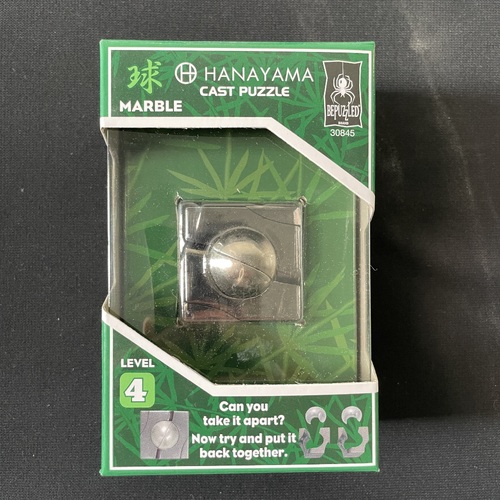 球 HANAYAMA
CAST PUZZLE
MARBLE
BEPUZZLED
30845
LEVEL
4
Can you
take it apart?
Now try and put it
back together.